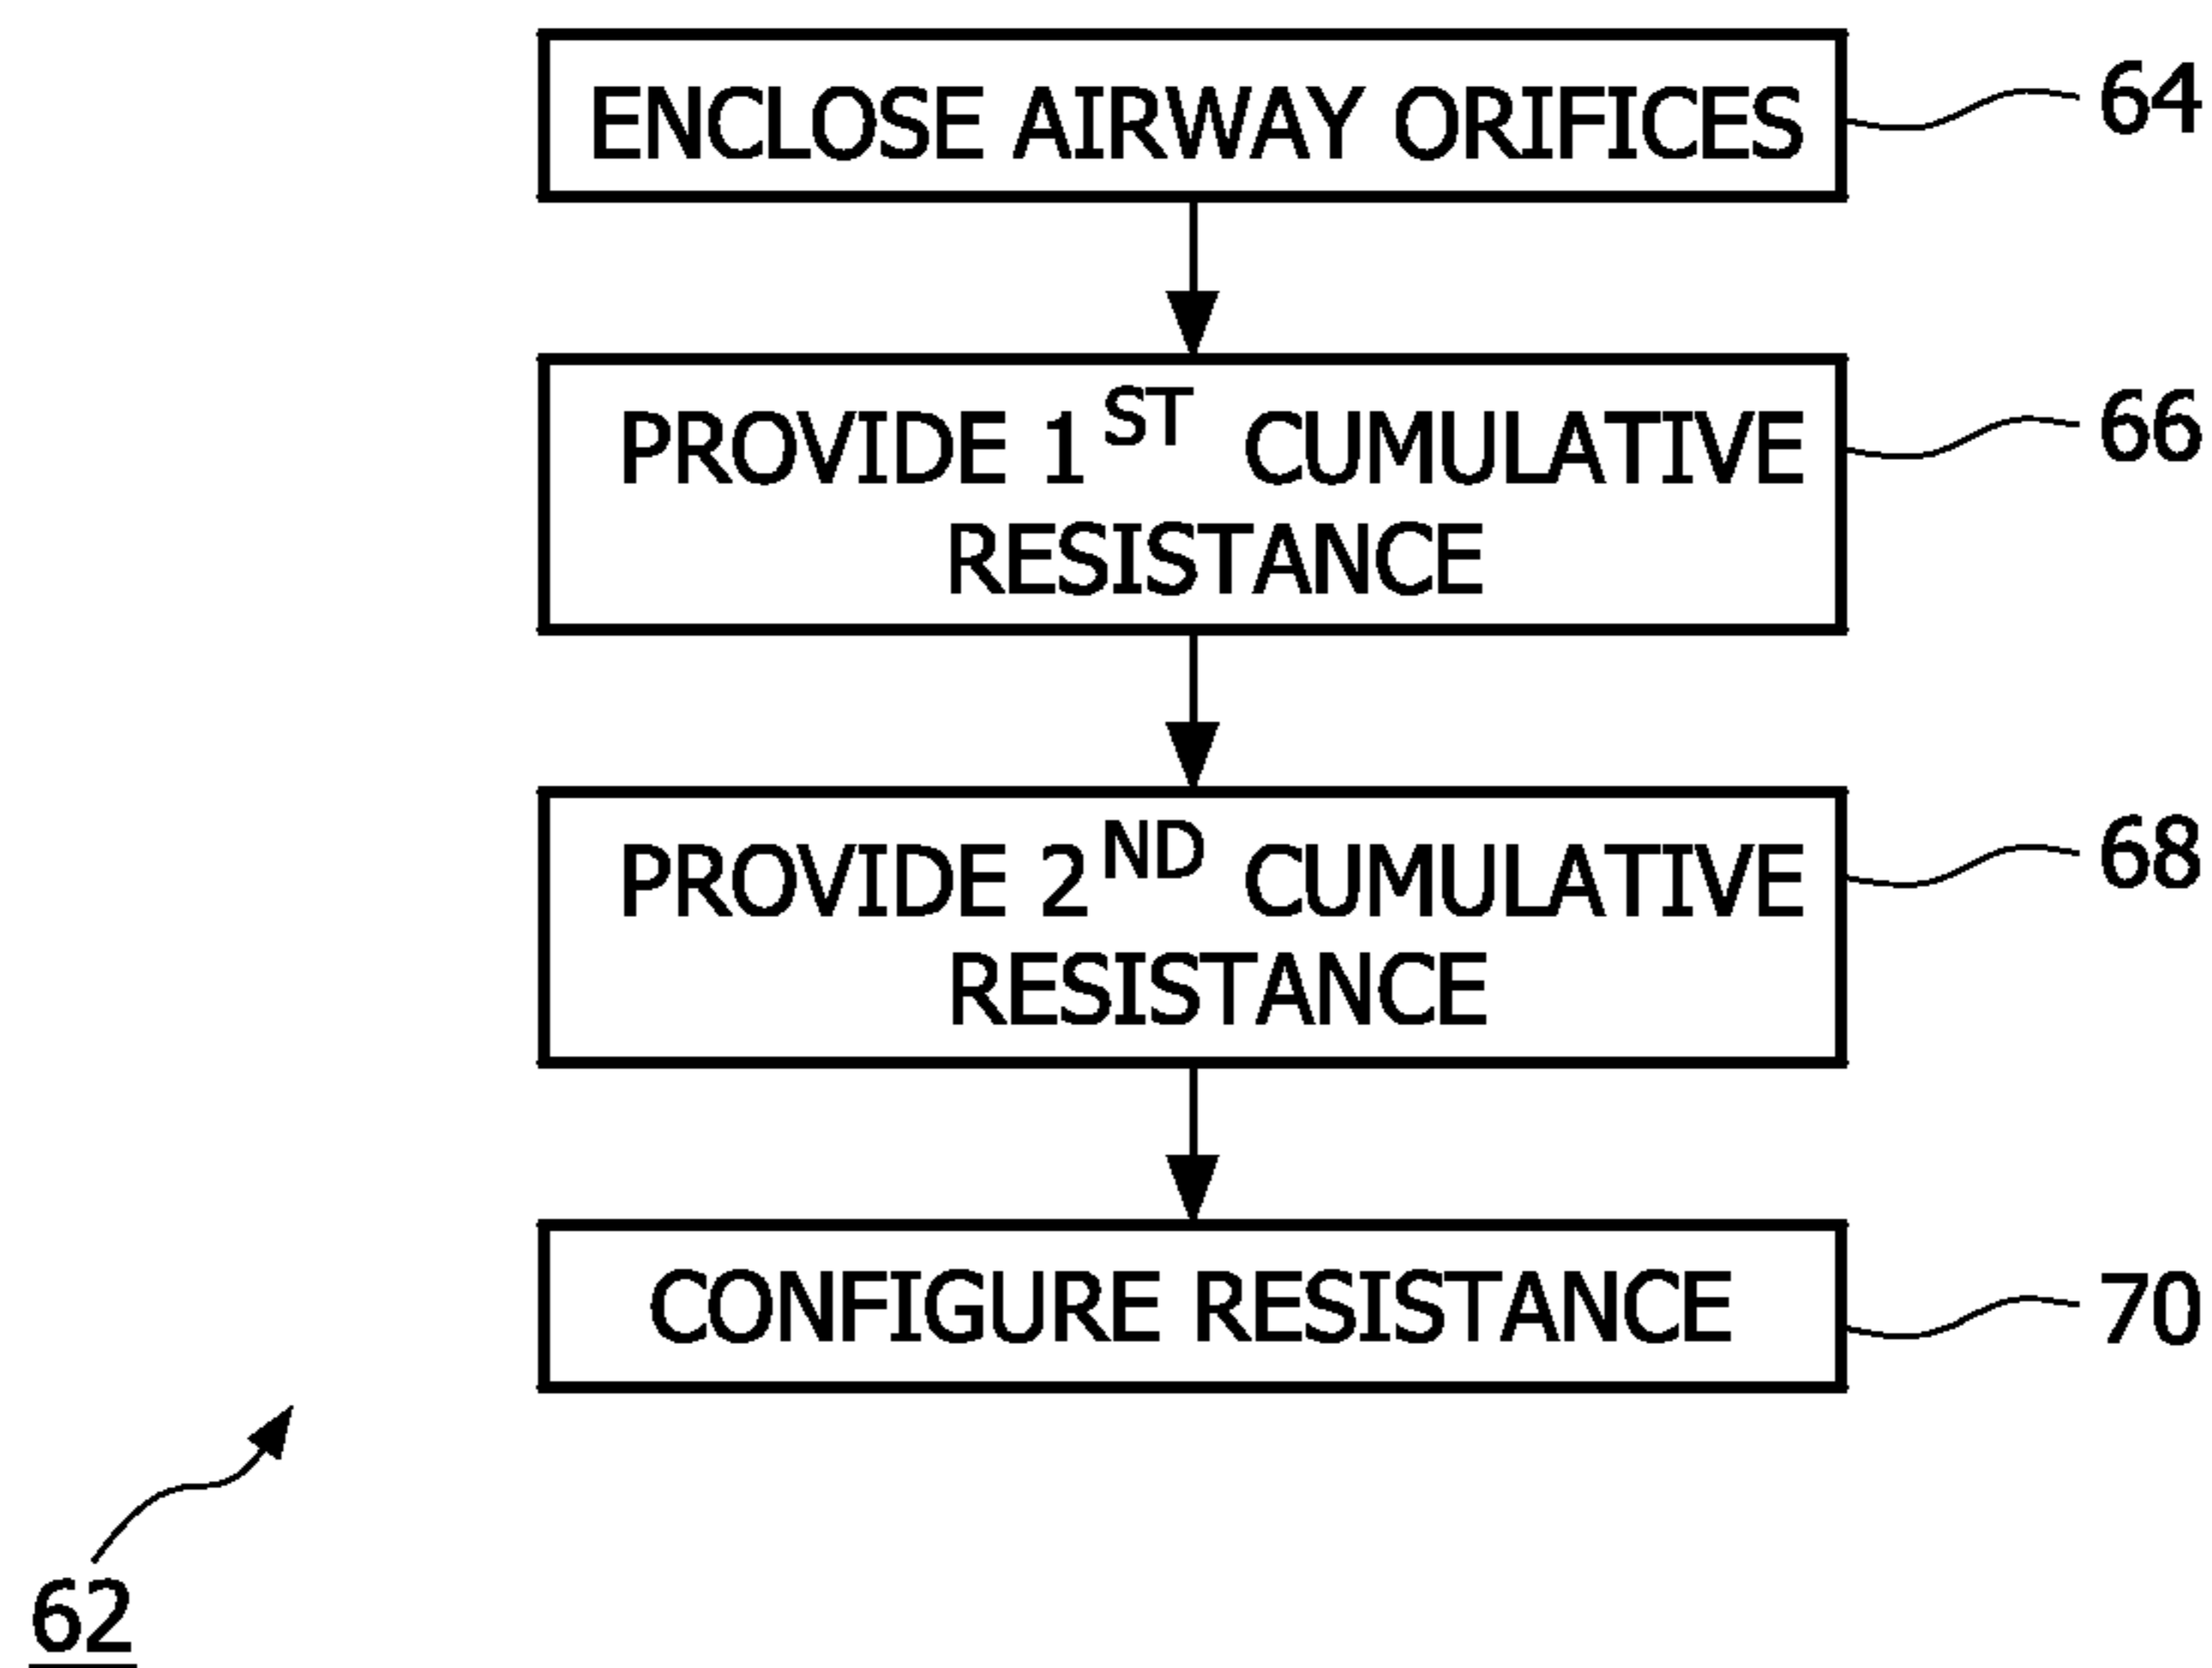 ENCLOSE AIRWAY ORIFICES
64
PROVIDE 1ST CUMULATIVE
RESISTANCE
66
PROVIDE 2ND CUMULATIVE
RESISTANCE
68
CONFIGURE RESISTANCE
70
62